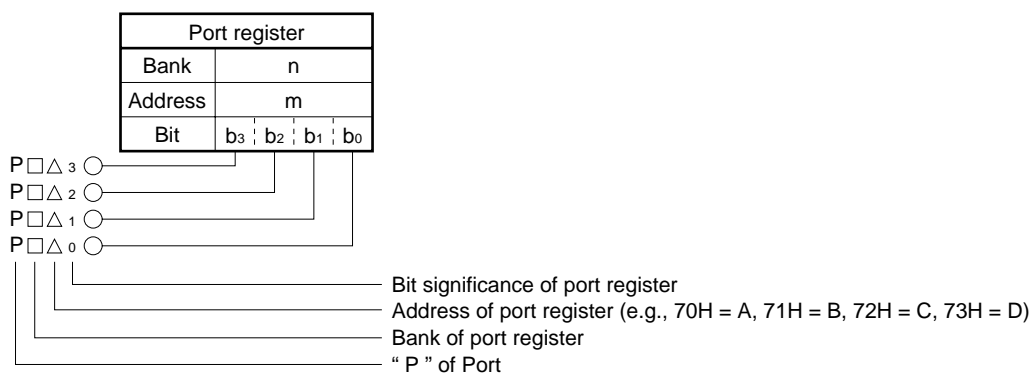 Port register
Bank n
Address m
Bit b3 b2 b1 b0
P□△3
P□△2
P□△1
P□△0
Bit significance of port register
Address of port register (e.g., 70H = A, 71H = B, 72H = C, 73H = D)
Bank of port register
“ P ” of Port